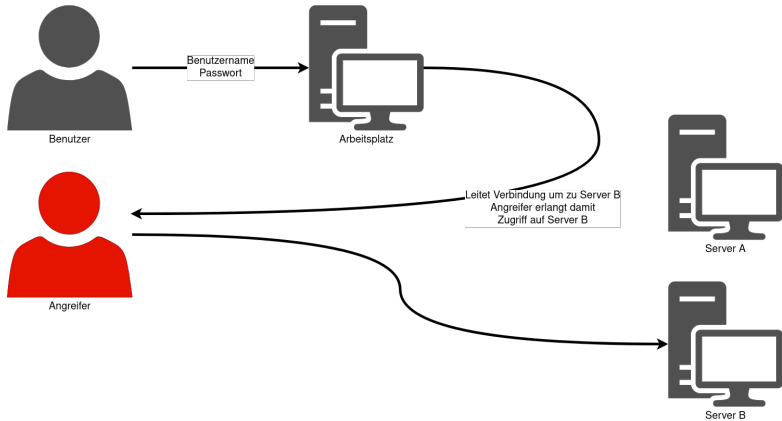 Benutzername
Passwort
Benutzer
Arbeitsplatz
Leitet Verbindung um zu Server B
Angreifer erlangt damit
Zugriff auf Server B
Server A
Angreifer
Server B